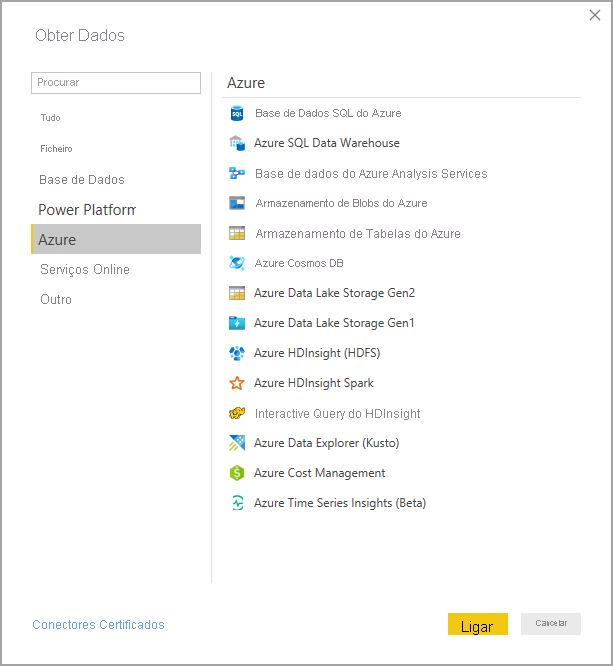 Obter Dados
Procurar
Tudo
Ficheiro
Base de Dados
Power Platform
Azure
Serviços Online
Outro
Azure
Base de Dados SQL do Azure
Azure SQL Data Warehouse
Base de dados do Azure Analysis Services
Armazenamento de Blobs do Azure
Armazenamento de Tabelas do Azure
Azure Cosmos DB
Azure Data Lake Storage Gen2
Azure Data Lake Storage Gen1
Azure HDInsight (HDFS)
Azure HDInsight Spark
Interactive Query do HDInsight
Azure Data Explorer (Kusto)
Azure Cost Management
Azure Time Series Insights (Beta)
Conectores Certificados
Ligar
Cancelar